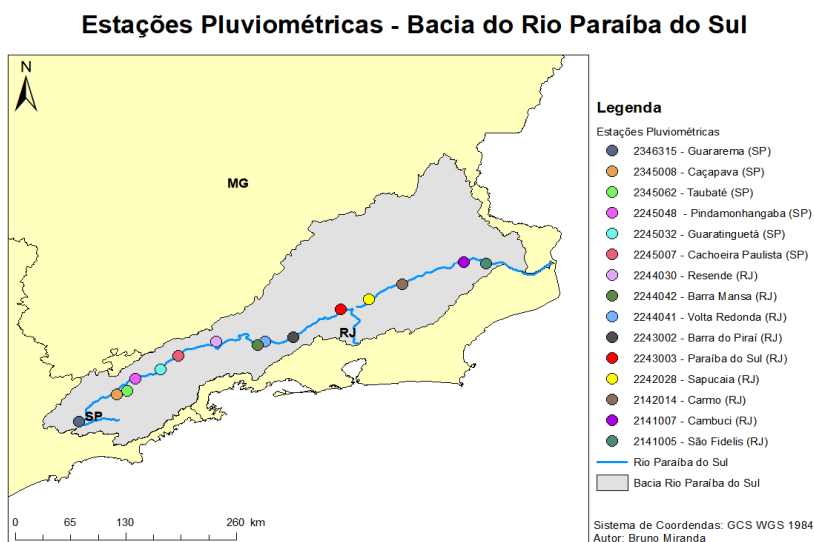 Estações Pluviométricas - Bacia do Rio Paraíba do Sul
N
MG
RJ
SP
0 65 130 260 km
Legenda
Estações Pluviométricas
2346315 - Guararema (SP)
2345008 - Caçapava (SP)
2345062 - Taubaté (SP)
2245048 - Pindamonhangaba (SP)
2245032 - Guaratinguetá (SP)
2245007 - Cachoeira Paulista (SP)
2244030 - Resende (RJ)
2244042 - Barra Mansa (RJ)
2244041 - Volta Redonda (RJ)
2243002 - Barra do Piraí (RJ)
2243003 - Paraíba do Sul (RJ)
2242028 - Sapucaia (RJ)
2142014 - Carmo (RJ)
2141007 - Cambuci (RJ)
2141005 - São Fidelis (RJ)
Rio Paraíba do Sul
Bacia Rio Paraíba do Sul
Sistema de Coordendas: GCS WGS 1984
Autor: Bruno Miranda